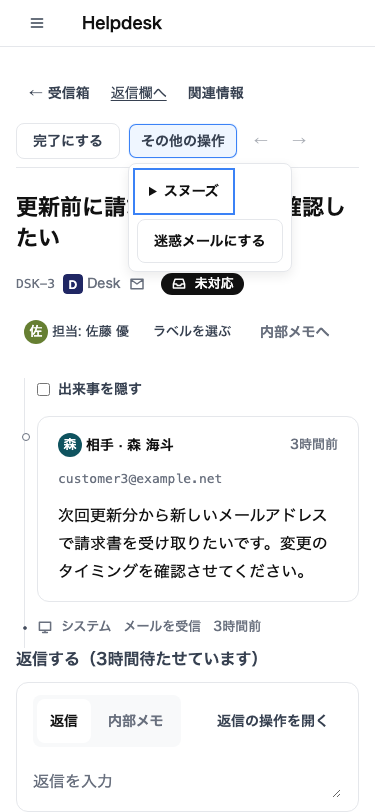 Helpdesk
← 受信箱 返信欄へ 関連情報
完了にする その他の操作 ← →
▶ スヌーズ
迷惑メールにする
更新前に請 確認し
たい
DSK-3 D Desk 未対応
佐 担当: 佐藤 優 ラベルを選ぶ 内部メモへ
出来事を隠す
森 相手 · 森 海斗 3時間前
customer3@example.net
次回更新分から新しいメールアドレス
で請求書を受け取りたいです。変更の
タイミングを確認させてください。
システム メールを受信 3時間前
返信する（3時間待たせています）
返信 内部メモ 返信の操作を開く
返信を入力